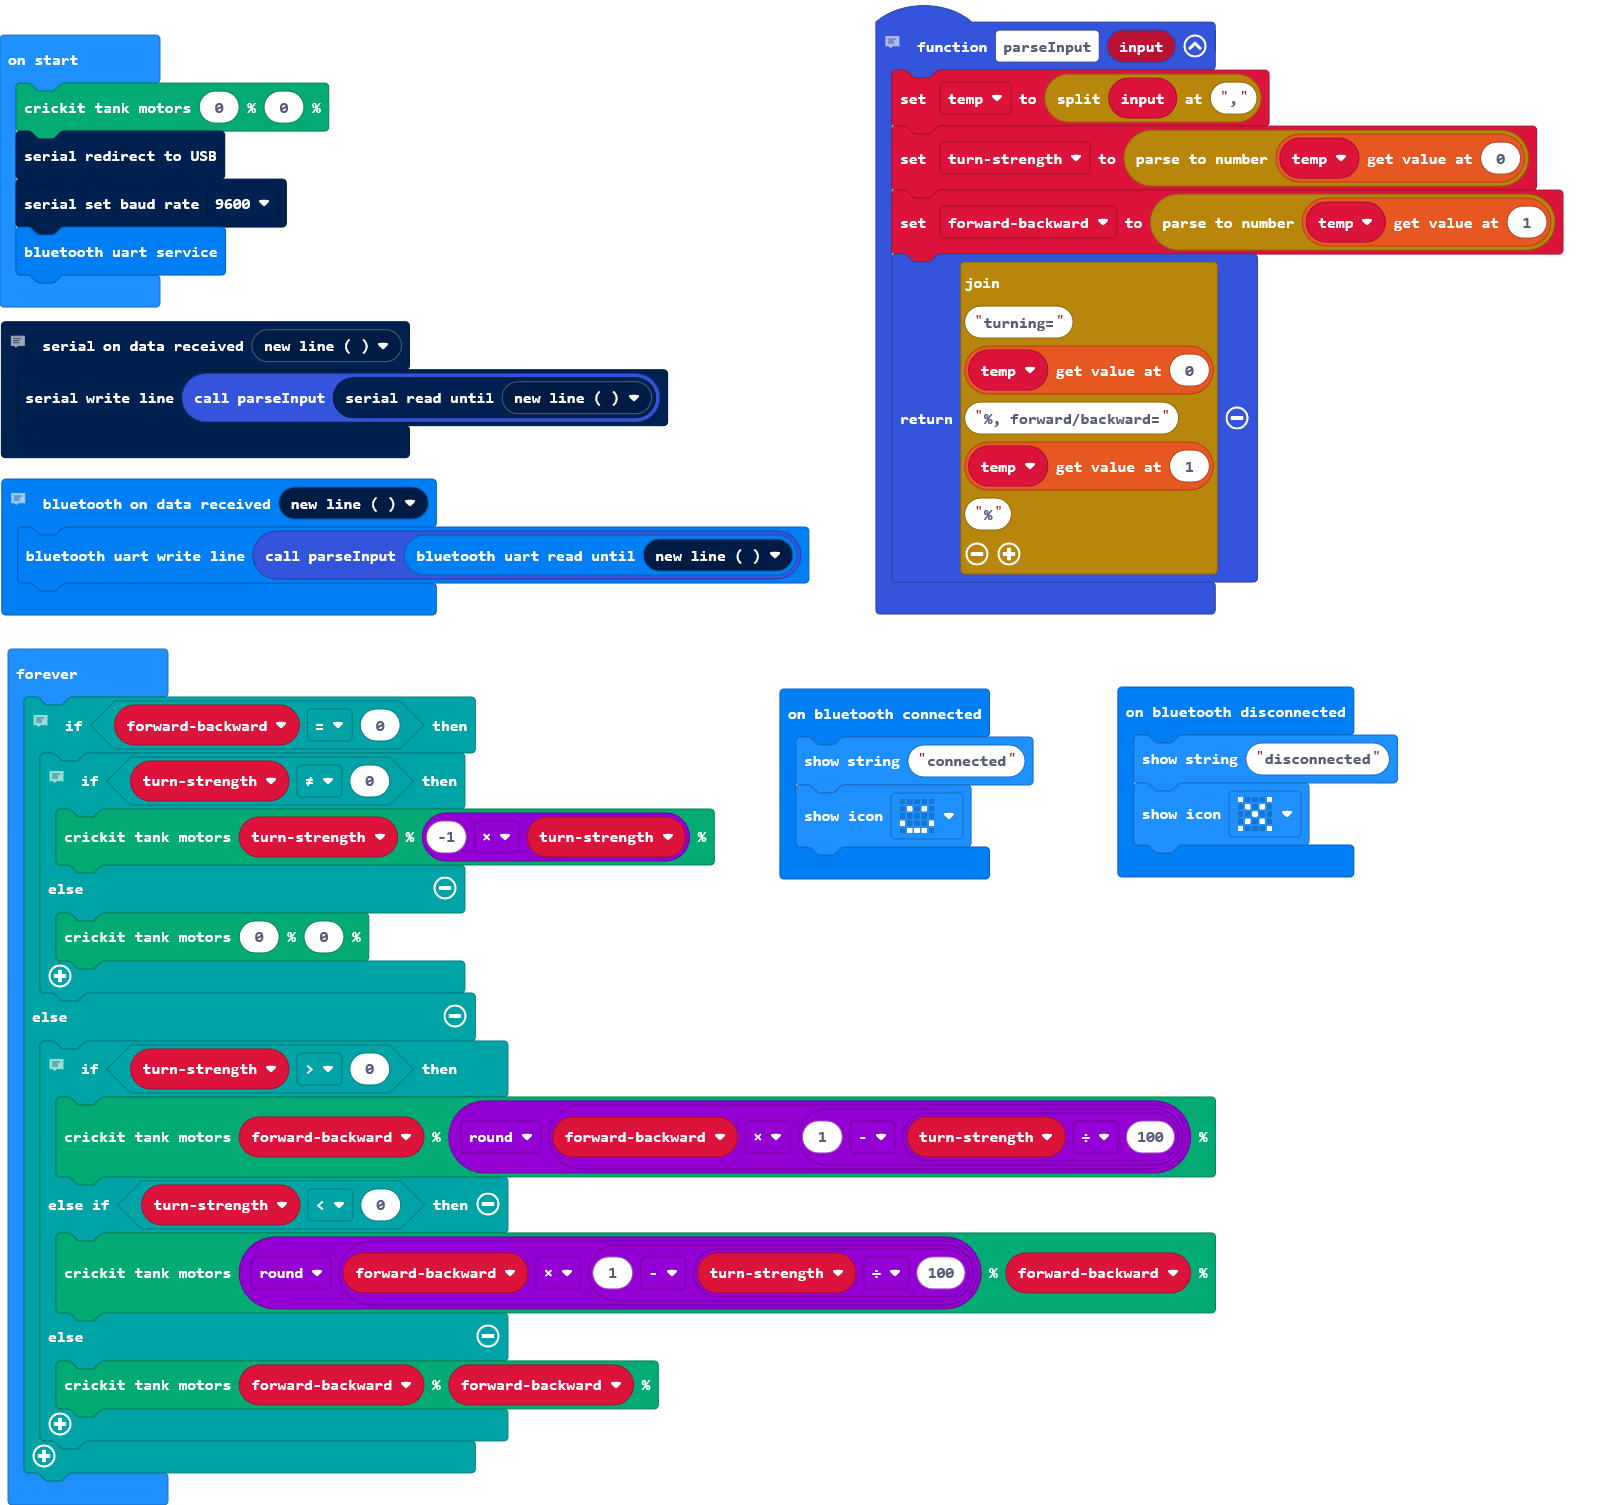 on start
crickit tank motors 0 % 0 %
serial redirect to USB
serial set baud rate 9600
bluetooth uart service
serial on data received new line ( )
serial write line call parseInput serial read until new line ( )
bluetooth on data received new line ( )
bluetooth uart write line call parseInput bluetooth uart read until new line ( )
function parseInput input
set temp to split input at ","
set turn-strength to parse to number temp get value at 0
set forward-backward to parse to number temp get value at 1
join
"turning="
temp get value at 0
return "%, forward/backward="
temp get value at 1
"%"
forever
if forward-backward = 0 then
if turn-strength ≠ 0 then
crickit tank motors turn-strength % -1 × turn-strength %
else
crickit tank motors 0 % 0 %
else
if turn-strength > 0 then
crickit tank motors forward-backward % round forward-backward × 1 - turn-strength ÷ 100 %
else if turn-strength < 0 then
crickit tank motors round forward-backward × 1 - turn-strength ÷ 100 % forward-backward %
else
crickit tank motors forward-backward % forward-backward %
on bluetooth connected
show string "connected"
show icon
on bluetooth disconnected
show string "disconnected"
show icon